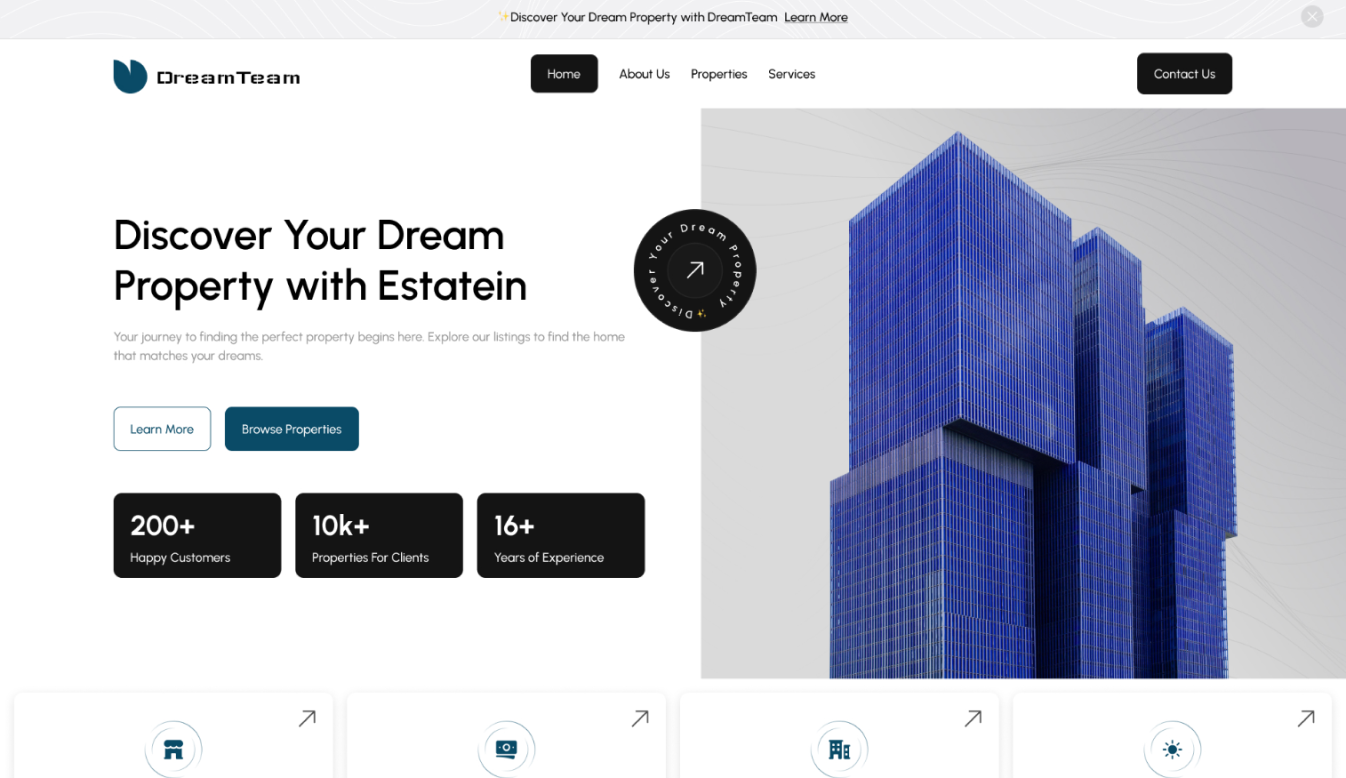 ✨Discover Your Dream Property with DreamTeam Learn More
DreamTeam
Home
About Us
Properties
Services
Contact Us
Discover Your Dream
Property with Estatein
✨ Discover Your Dream Property
Your journey to finding the perfect property begins here. Explore our listings to find the home
that matches your dreams.
Learn More
Browse Properties
200+
Happy Customers
10k+
Properties For Clients
16+
Years of Experience